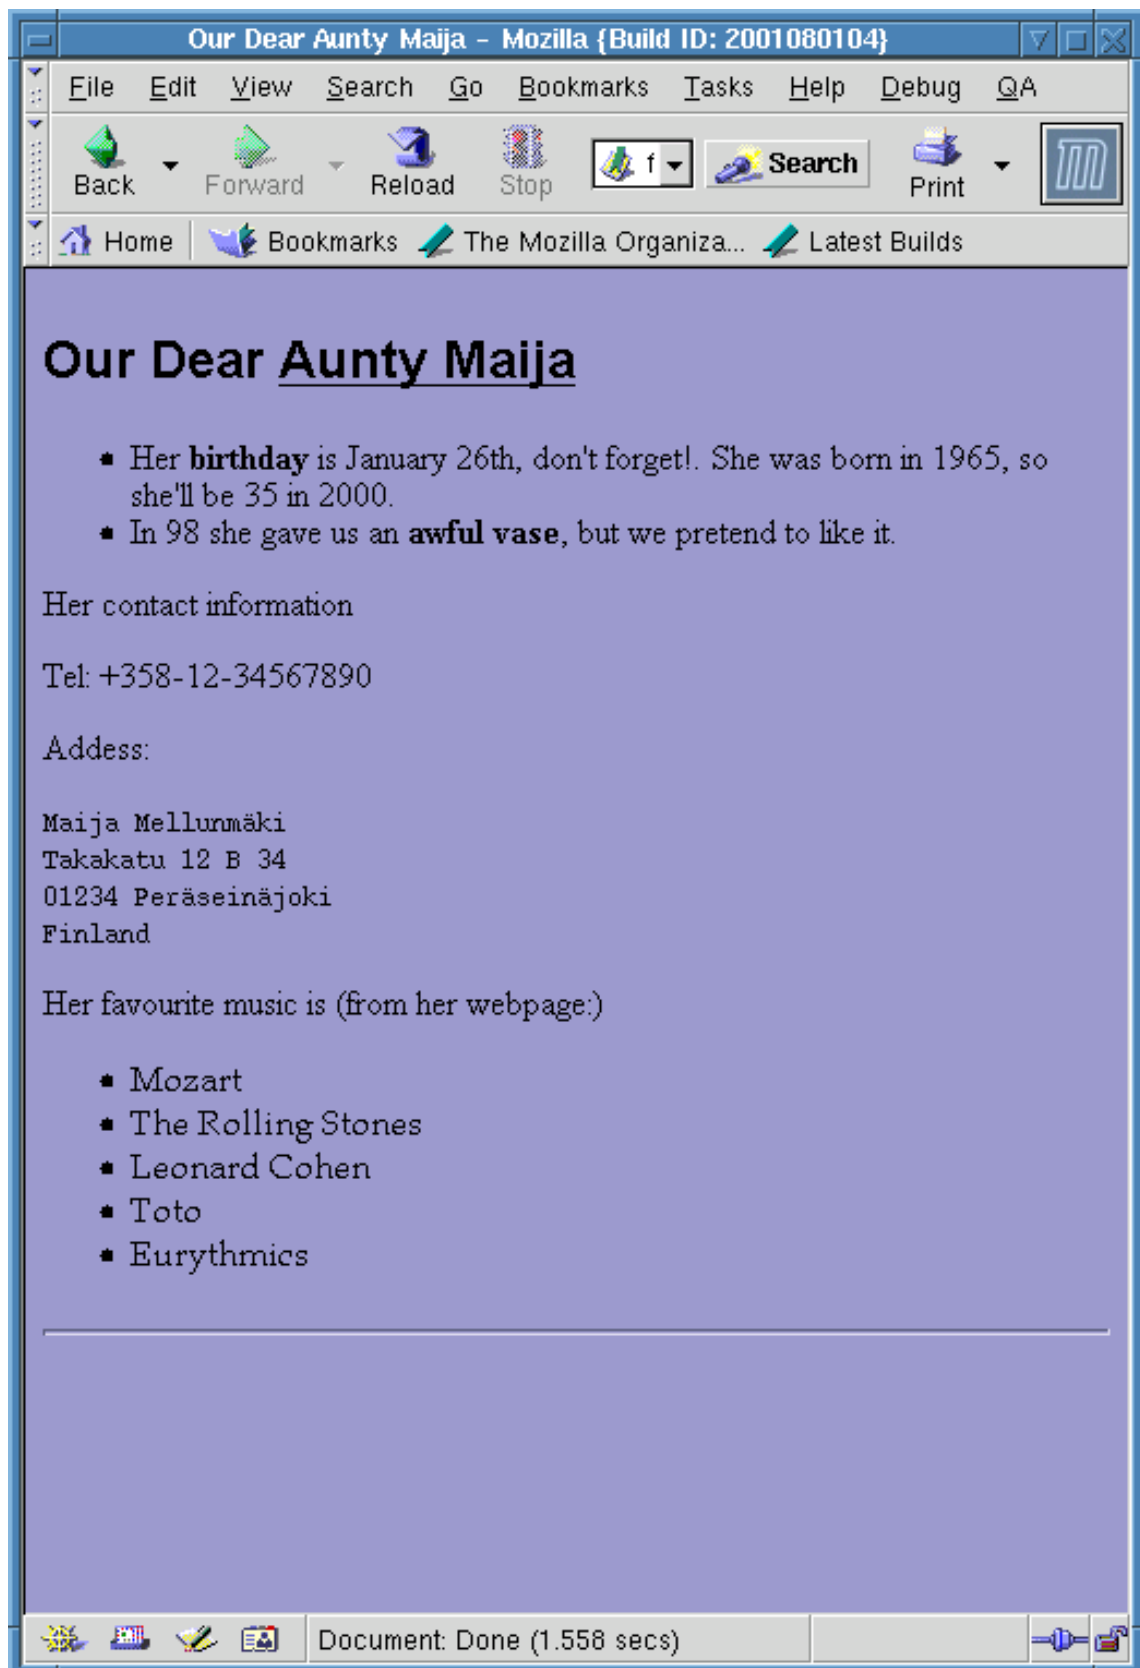 Our Dear Aunty Maija - Mozilla {Build ID: 2001080104}
File Edit View Search Go Bookmarks Tasks Help Debug QA
Back Forward Reload Stop f Search Print
Home Bookmarks The Mozilla Organiza... Latest Builds
Our Dear Aunty Maija
Her birthday is January 26th, don't forget!. She was born in 1965, so
she'll be 35 in 2000.
In 98 she gave us an awful vase, but we pretend to like it.
Her contact information
Tel: +358-12-34567890
Addess:
Maija Mellunmäki
Takakatu 12 B 34
01234 Peräseinäjoki
Finland
Her favourite music is (from her webpage:)
Mozart
The Rolling Stones
Leonard Cohen
Toto
Eurythmics
Document: Done (1.558 secs)